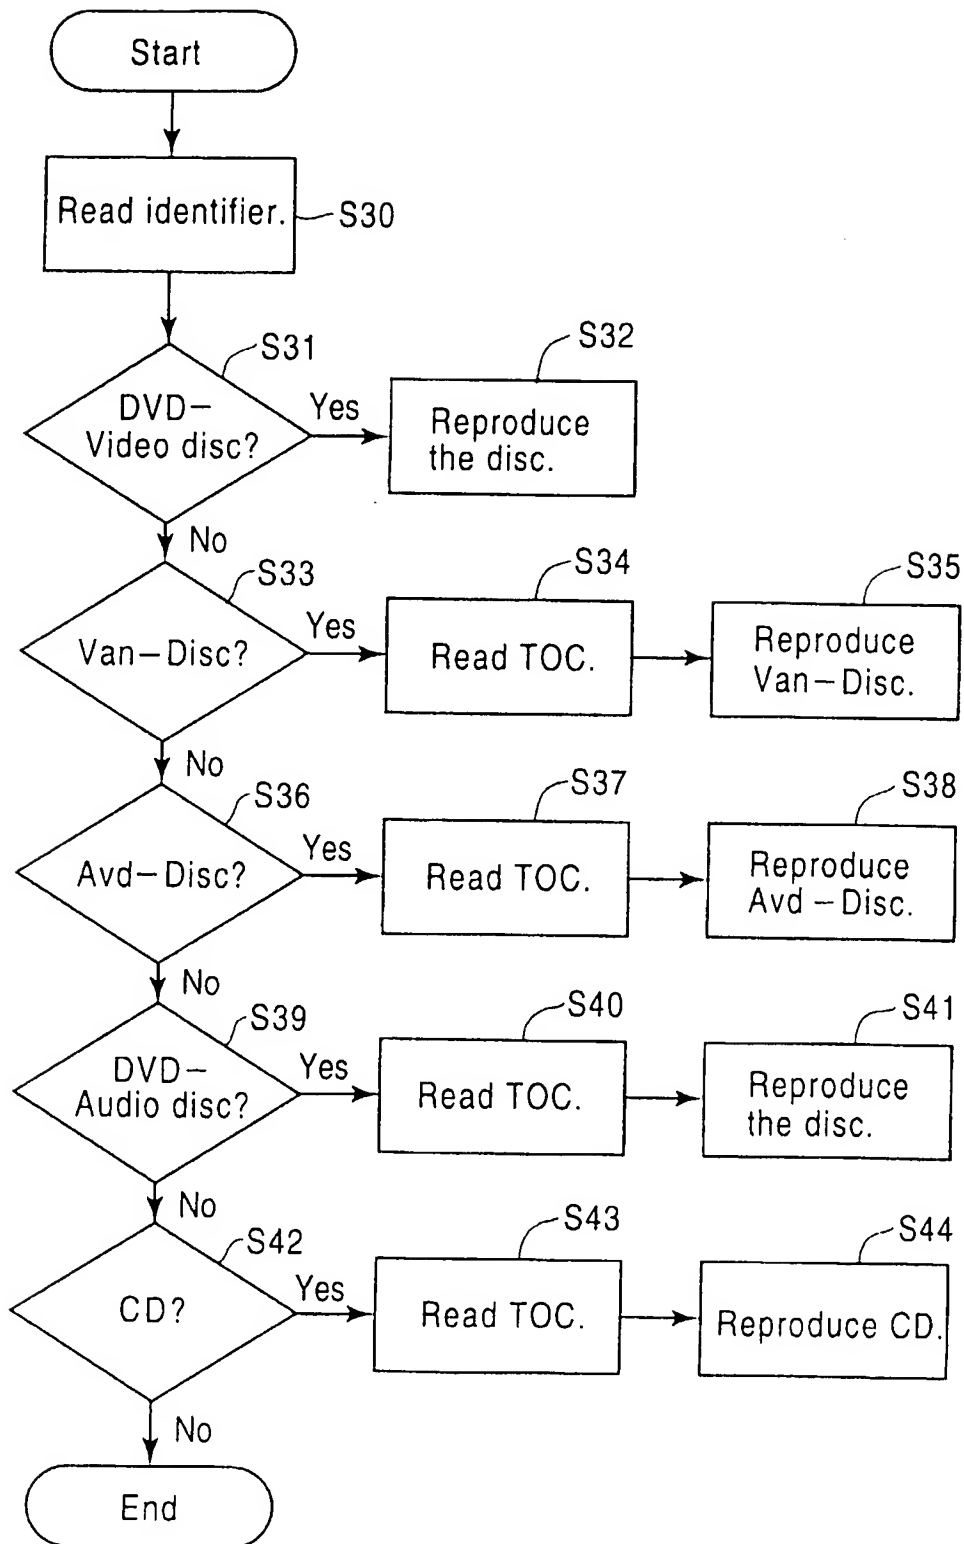 Start
Read identifier.
S30
S31
DVD–
Video disc?
Yes
S32
Reproduce
the disc.
No
S33
Van–Disc?
Yes
S34
Read TOC.
S35
Reproduce
Van–Disc.
No
S36
Avd–Disc?
Yes
S37
Read TOC.
S38
Reproduce
Avd –Disc.
No
S39
DVD–
Audio disc?
Yes
S40
Read TOC.
S41
Reproduce
the disc.
No
S42
CD?
Yes
S43
Read TOC.
S44
Reproduce CD.
No
End